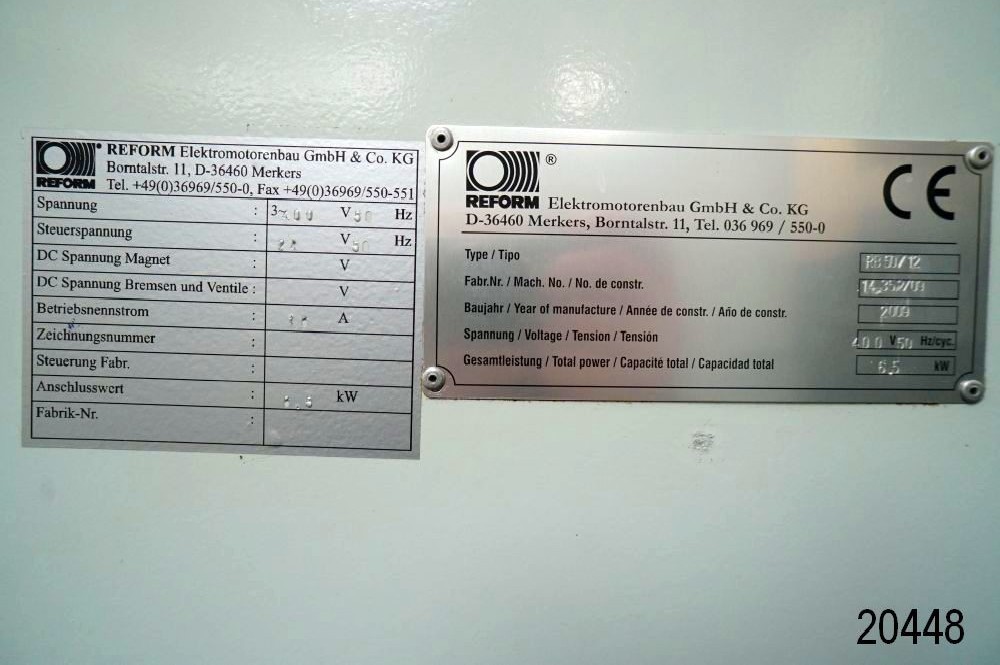 REFORM
REFORM Elektromotorenbau GmbH & Co. KG
Borntalstr. 11, D-36460 Merkers
Tel. +49(0)36969/550-0, Fax +49(0)36969/550-551
Spannung : V 50 Hz
Steuerspannung : V 50 Hz
DC Spannung Magnet : V
DC Spannung Bremsen und Ventile : V
Betriebsnennstrom : A
Zeichnungsnummer :
Steuerung Fabr. :
Anschlusswert : kW
Fabrik-Nr. :
®
REFORM Elektromotorenbau GmbH & Co. KG
D-36460 Merkers, Borntalstr. 11, Tel. 036 969 / 550-0
CE
Type / Tipo
Fabr.Nr. / Mach. No. / No. de constr.
Baujahr / Year of manufacture / Année de constr. / Año de constr. 2009
Spannung / Voltage / Tension / Tensión 400 V 50 Hz/cyc.
Gesamtleistung / Total power / Capacité total / Capacidad total 6.5 kW
20448